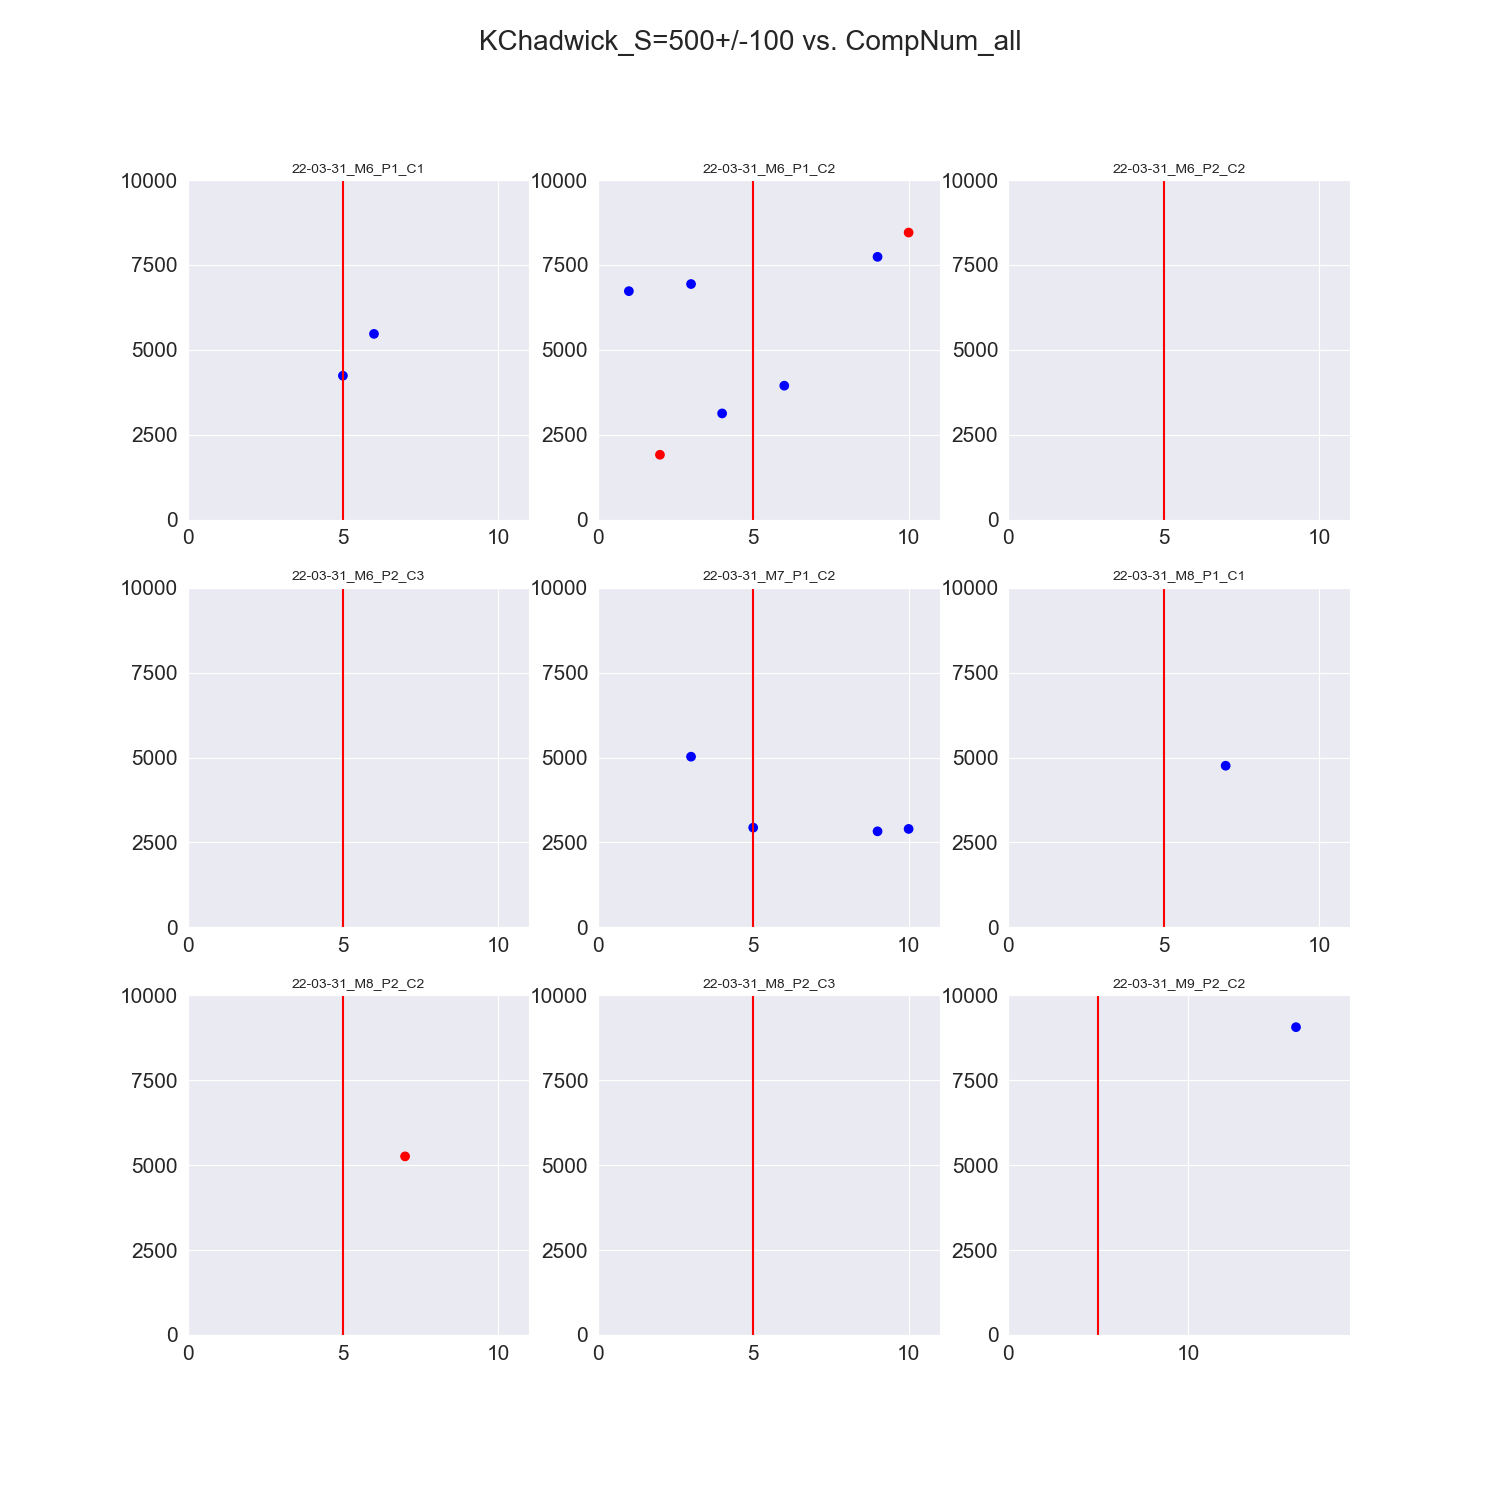 KChadwick_S=500+/-100 vs. CompNum_all
22-03-31_M6_P1_C1
10000
7500
5000
2500
0
0 5 10
22-03-31_M6_P1_C2
10000
7500
5000
2500
0
0 5 10
22-03-31_M6_P2_C2
10000
7500
5000
2500
0
0 5 10
22-03-31_M6_P2_C3
10000
7500
5000
2500
0
0 5 10
22-03-31_M7_P1_C2
10000
7500
5000
2500
0
0 5 10
22-03-31_M8_P1_C1
10000
7500
5000
2500
0
0 5 10
22-03-31_M8_P2_C2
10000
7500
5000
2500
0
0 5 10
22-03-31_M8_P2_C3
10000
7500
5000
2500
0
0 5 10
22-03-31_M9_P2_C2
10000
7500
5000
2500
0
0 10